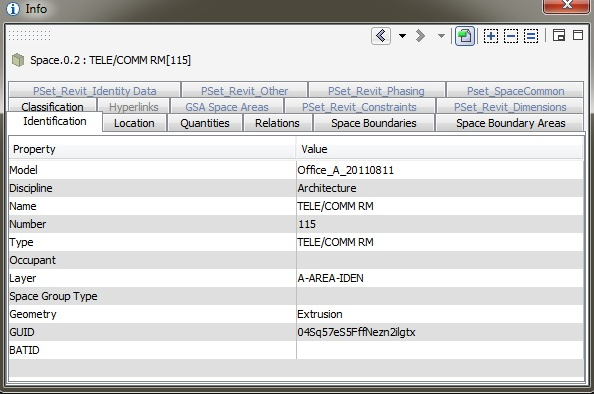 Info
Space.0.2 : TELE/COMM RM[115]
PSet_Revit_Identity Data PSet_Revit_Other PSet_Revit_Phasing Pset_SpaceCommon
Classification Hyperlinks GSA Space Areas PSet_Revit_Constraints PSet_Revit_Dimensions
Identification Location Quantities Relations Space Boundaries Space Boundary Areas
Property Value
Model Office_A_20110811
Discipline Architecture
Name TELE/COMM RM
Number 115
Type TELE/COMM RM
Occupant
Layer A-AREA-IDEN
Space Group Type
Geometry Extrusion
GUID 04Sq57eS5FffNezn2ilgtx
BATID